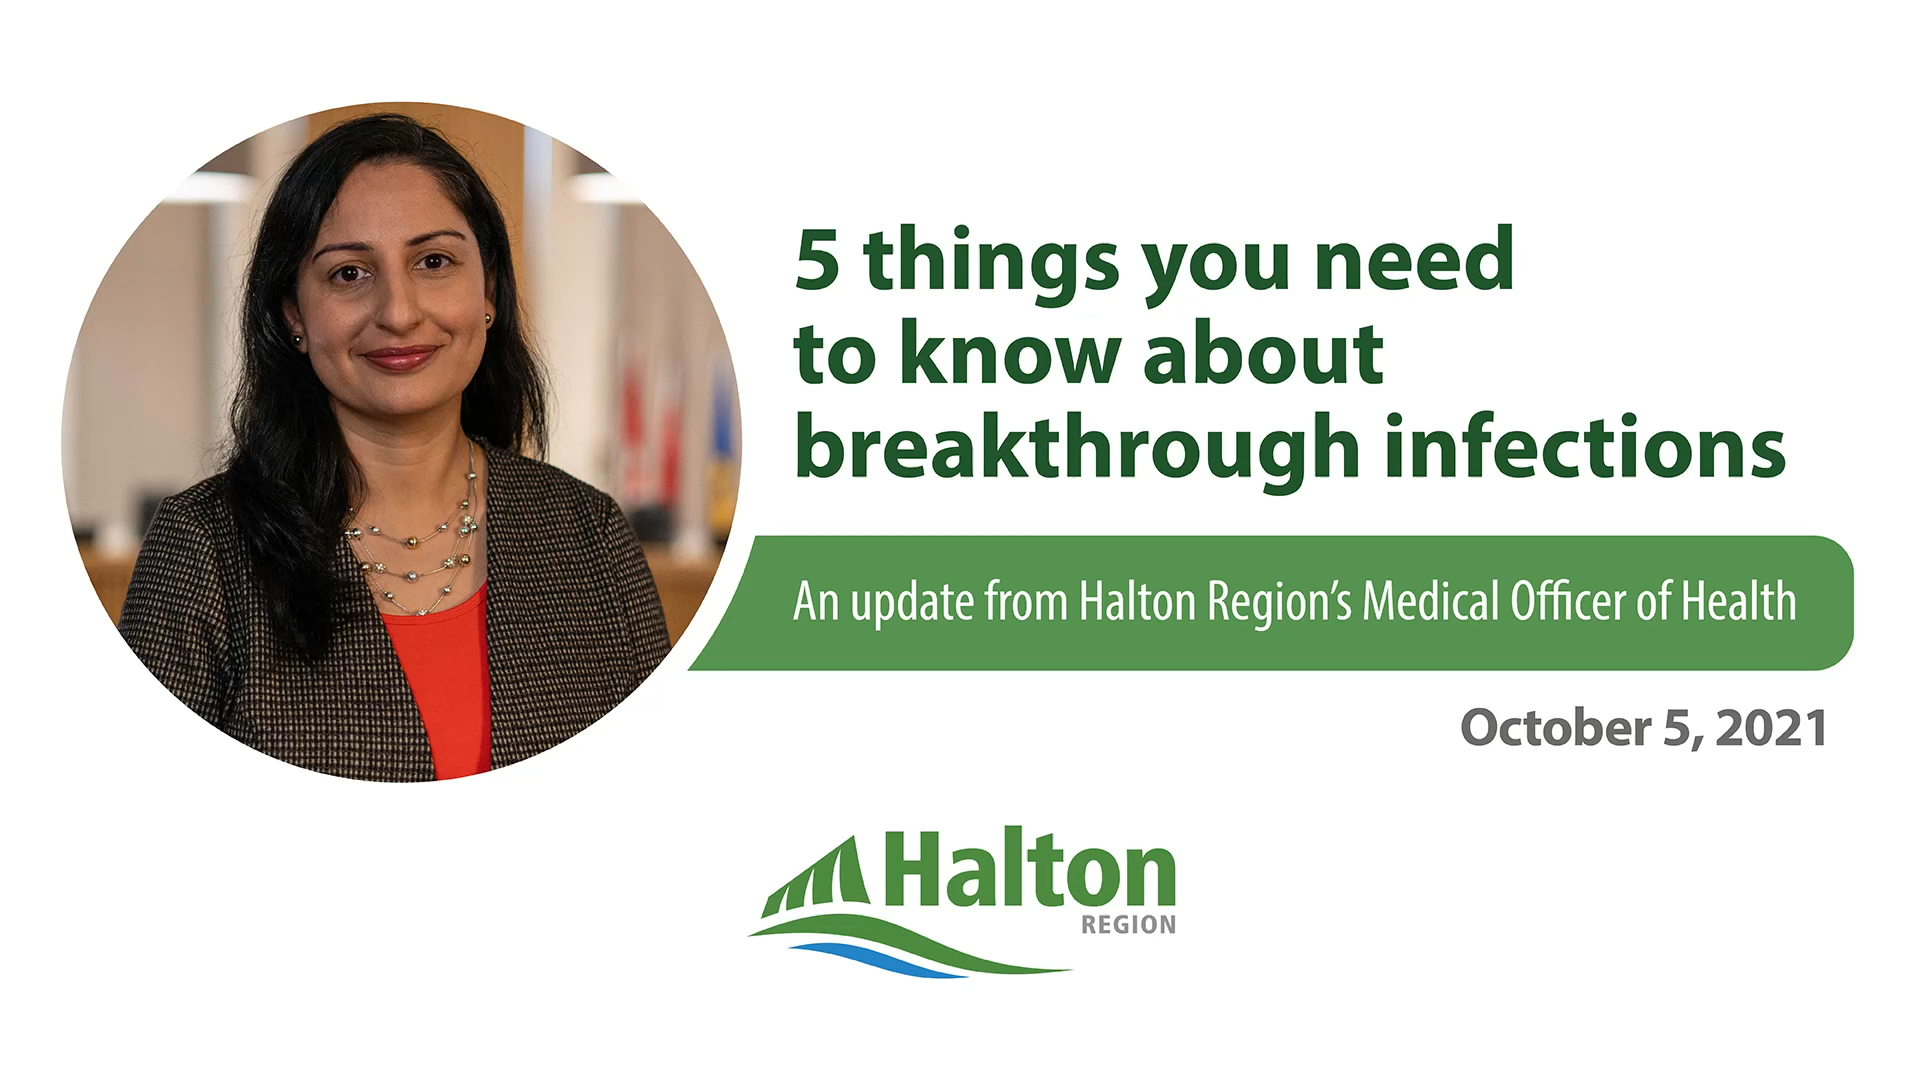 5 things you need
to know about
breakthrough infections
An update from Halton Region's Medical Officer of Health
October 5, 2021
Halton
REGION